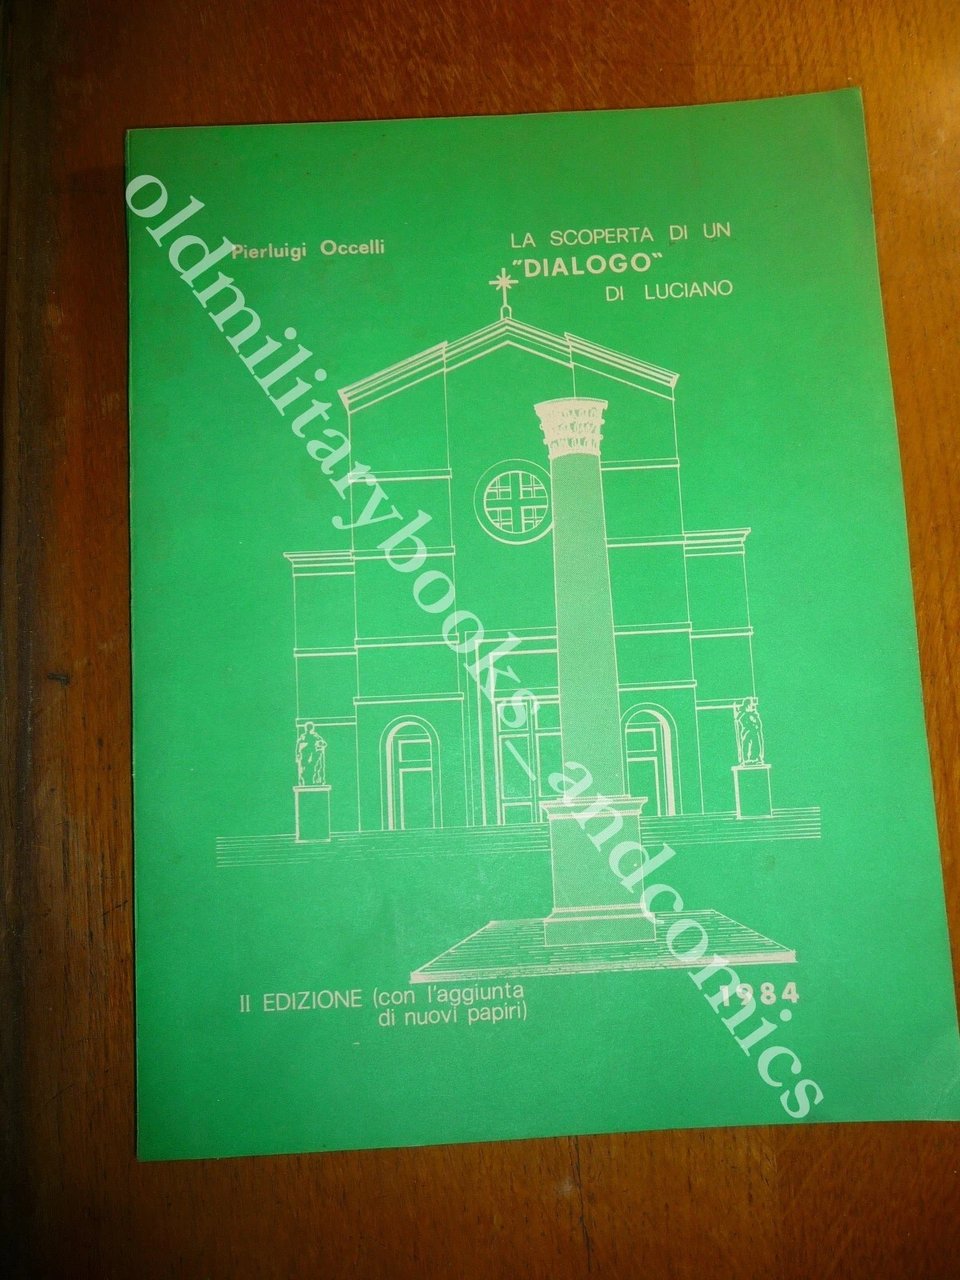 Pierluigi Occelli
LA SCOPERTA DI UN
"DIALOGO"
DI LUCIANO
II EDIZIONE (con l'aggiunta
di nuovi papiri)
1984
oldmilitarybooks_andcomics